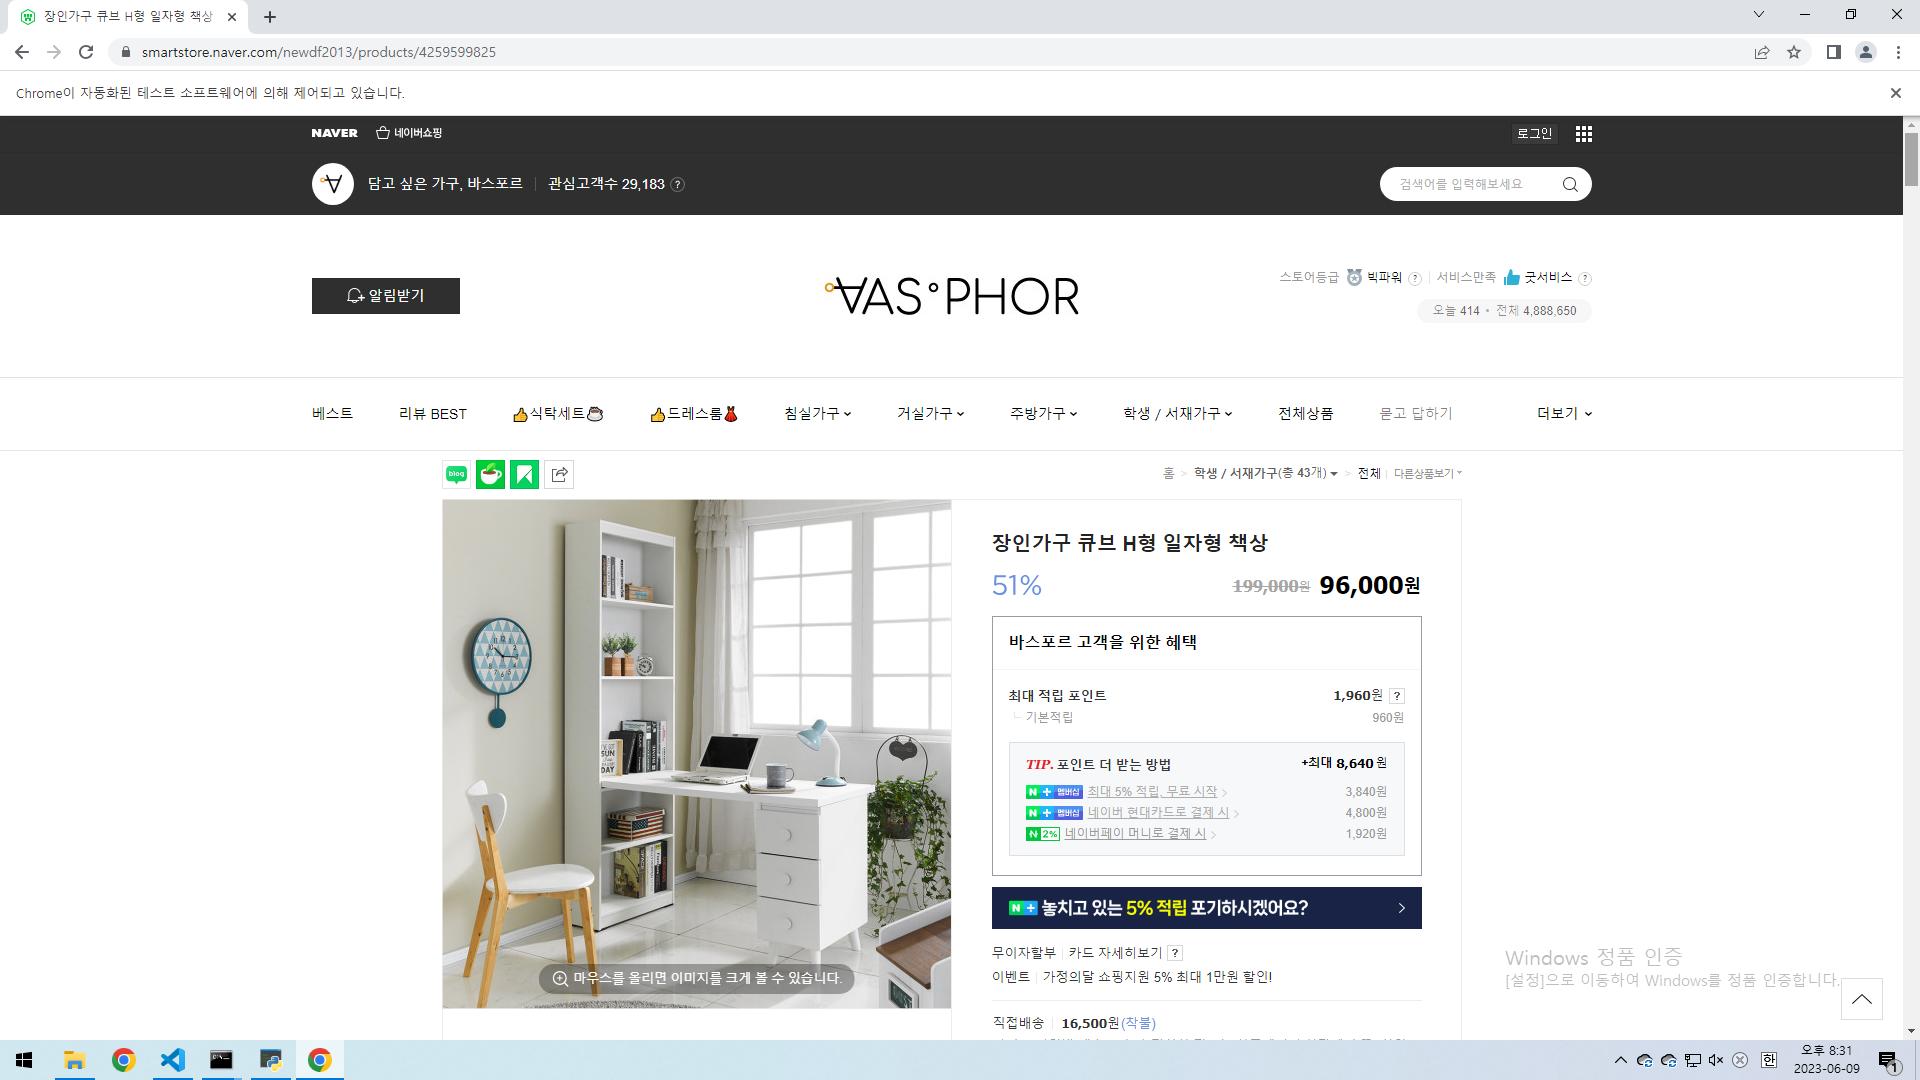 장인가구 큐브 H형 일자형 책상
smartstore.naver.com/newdf2013/products/4259599825
Chrome이 자동화된 테스트 소프트웨어에 의해 제어되고 있습니다.
NAVER 네이버쇼핑 로그인
담고 싶은 가구, 바스포르 관심고객수 29,183 ? 검색어를 입력해보세요
알림받기
VAS°PHOR
스토어등급 빅파워 ? 서비스만족 굿서비스 ?
오늘 414 • 전체 4,888,650
베스트 리뷰 BEST 👍식탁세트☕ 👍드레스룸👗 침실가구 거실가구 주방가구 학생 / 서재가구 전체상품 묻고 답하기 더보기
blog 홈 > 학생 / 서재가구(총 43개) > 전체 다른상품보기
장인가구 큐브 H형 일자형 책상
51% 199,000원 96,000원
바스포르 고객을 위한 혜택
최대 적립 포인트 1,960원 ?
기본적립 960원
TIP. 포인트 더 받는 방법 +최대 8,640 원
N+ 멤버십 최대 5% 적립, 무료 시작 > 3,840원
N+ 멤버십 네이버 현대카드로 결제 시 > 4,800원
N 2% 네이버페이 머니로 결제 시 > 1,920원
N+ 놓치고 있는 5% 적립 포기하시겠어요? >
무이자할부 카드 자세히보기 ?
이벤트 가정의달 쇼핑지원 5% 최대 1만원 할인!
마우스를 올리면 이미지를 크게 볼 수 있습니다.
직접배송 16,500원(착불)
Windows 정품 인증
[설정]으로 이동하여 Windows를 정품 인증합니다.
한 오후 8:31
2023-06-09 1